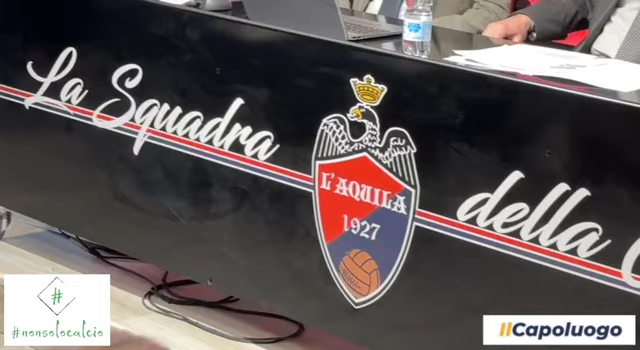 La Squadra della
L'AQUILA
1927
#
#nonsolocalcio
IlCapoluogo